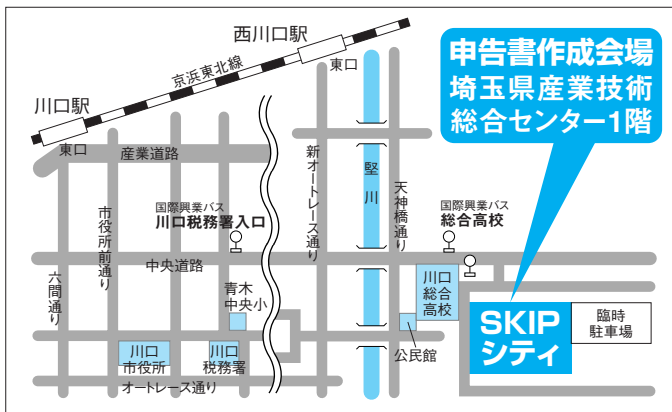 西川口駅
東口
京浜東北線
川口駅
東口
申告書作成会場
埼玉県産業技術
総合センター1階
産業道路
新オートレース通り
竪川
天神橋通り
国際興業バス
川口税務署入口
国際興業バス
総合高校
市役所前通り
中央道路
六間通り
青木
中央小
川口
総合
高校
SKIP
シティ
臨時
駐車場
川口
市役所
川口
税務署
公民館
オートレース通り